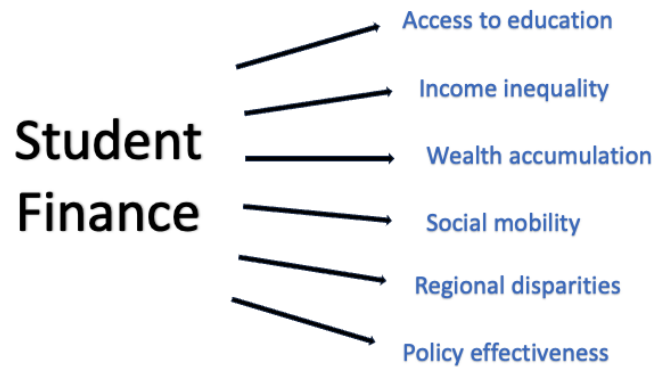 Student
Finance
Access to education
Income inequality
Wealth accumulation
Social mobility
Regional disparities
Policy effectiveness